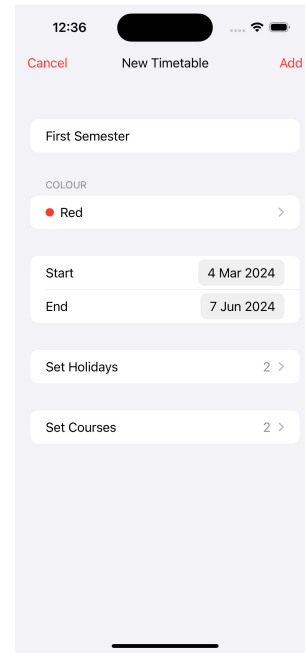 12:36
Cancel New Timetable Add
First Semester
COLOUR
Red
Start 4 Mar 2024
End 7 Jun 2024
Set Holidays 2
Set Courses 2